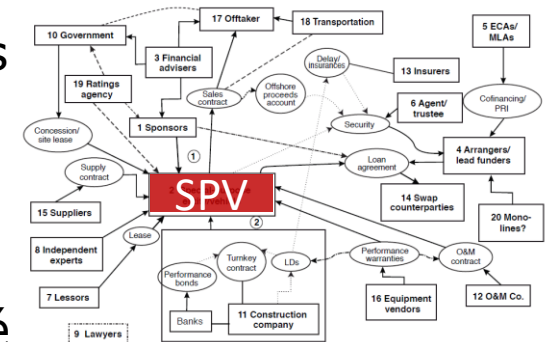 17 Offtaker
18 Transportation
5 ECAs/
MLAs
10 Government
3 Financial
advisers
Delay/
insurances
13 Insurers
19 Ratings
agency
Sales
contract
Offshore
proceeds
account
6 Agent/
trustee
Cofinancing/
PRI
1 Sponsors
Security
Concession/
site lease
1
4 Arrangers/
lead funders
Loan
agreement
Supply
contract
SPV
14 Swap
counterparties
15 Suppliers
2
20 Mono-
lines?
Lease
8 Independent
experts
Turnkey
contract
LDs
Performance
warranties
O&M
contract
Performance
bonds
7 Lessors
16 Equipment
vendors
12 O&M Co.
Banks
11 Construction
company
9 Lawyers